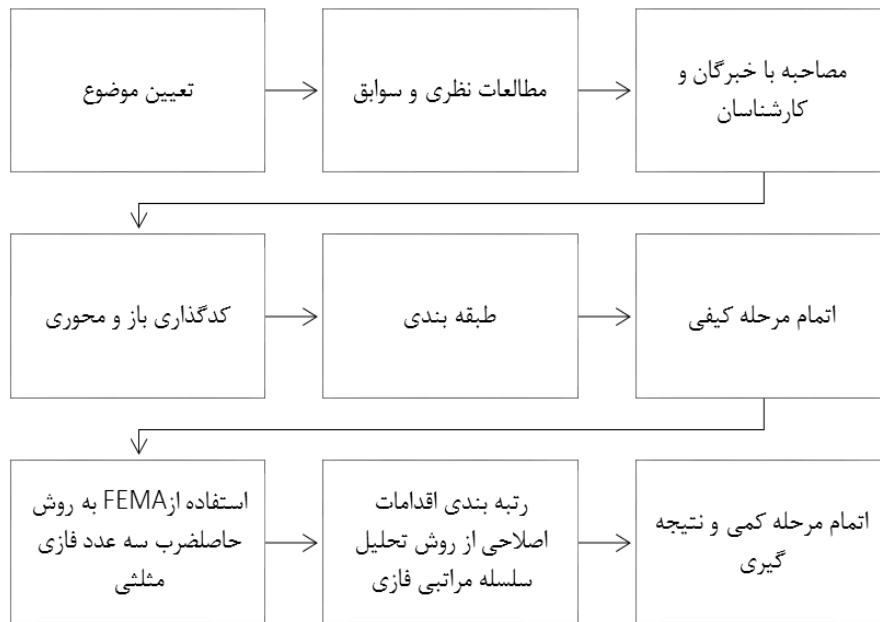 تعیین موضوع
مطالعات نظری و سوابق
مصاحبه با خبرگان و
کارشناسان
کدگذاری باز و محوری
طبقه بندی
اتمام مرحله کیفی
استفاده ازFEMA به روش
حاصلضرب سه عدد فازی
مثلثی
رتبه بندی اقدامات
اصلاحی از روش تحلیل
سلسله مراتبی فازی
اتمام مرحله کمی و نتیجه
گیری